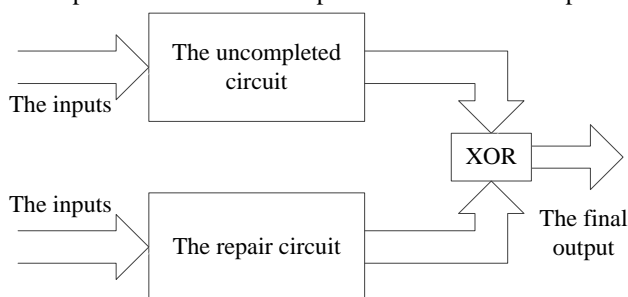 The uncompleted
circuit
The inputs
XOR
The inputs
The repair circuit
The final
output